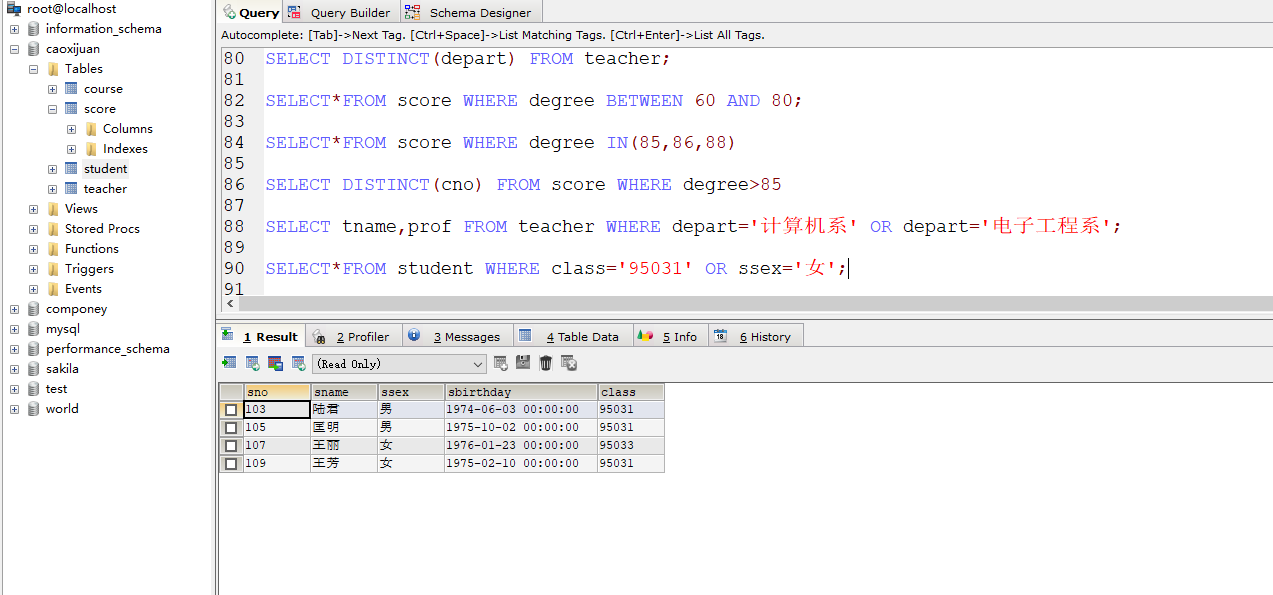 root@localhost
information_schema
caoxijuan
Tables
course
score
Columns
Indexes
student
teacher
Views
Stored Procs
Functions
Triggers
Events
componey
mysql
performance_schema
sakila
test
world
Query Query Builder Schema Designer
Autocomplete: [Tab]->Next Tag. [Ctrl+Space]->List Matching Tags. [Ctrl+Enter]->List All Tags.
80 SELECT DISTINCT(depart) FROM teacher;
81
82 SELECT*FROM score WHERE degree BETWEEN 60 AND 80;
83
84 SELECT*FROM score WHERE degree IN(85,86,88)
85
86 SELECT DISTINCT(cno) FROM score WHERE degree>85
87
88 SELECT tname,prof FROM teacher WHERE depart='计算机系' OR depart='电子工程系';
89
90 SELECT*FROM student WHERE class='95031' OR ssex='女';
91
1 Result 2 Profiler 3 Messages 4 Table Data 5 Info 6 History
(Read Only)
sno sname ssex sbirthday class
103 陆君 男 1974-06-03 00:00:00 95031
105 匡明 男 1975-10-02 00:00:00 95031
107 王丽 女 1976-01-23 00:00:00 95033
109 王芳 女 1975-02-10 00:00:00 95031